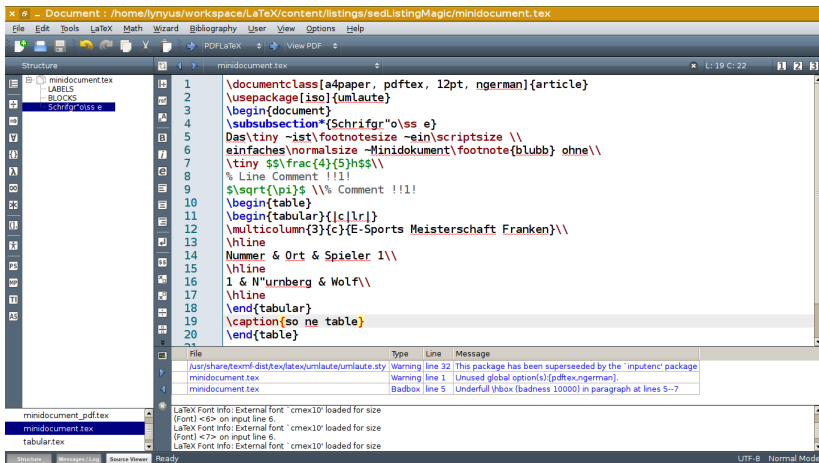 Document : /home/lynyus/workspace/LaTeX/content/listings/sedListingMagic/minidocument.tex
File Edit Tools LaTeX Math Wizard Bibliography User View Options Help
PDFLaTeX View PDF
Structure minidocument.tex L: 19 C: 22 1 2 3
minidocument.tex
LABELS
BLOCKS
Schrifgr"o\ss e
1 \documentclass[a4paper, pdftex, 12pt, ngerman]{article}
2 \usepackage[iso]{umlaute}
3 \begin{document}
4 \subsubsection*{Schrifgr"o\ss e}
5 Das\tiny ~ist\footnotesize ~ein\scriptsize \\
6 einfaches\normalsize ~Minidokument\footnote{blubb} ohne\\
7 \tiny $$\frac{4}{5}h$$\\
8 % Line Comment !!1!
9 $\sqrt{\pi}$ \\% Comment !!1!
10 \begin{table}
11 \begin{tabular}{|c|lr|}
12 \multicolumn{3}{c}{E-Sports Meisterschaft Franken}\\
13 \hline
14 Nummer & Ort & Spieler 1\\
15 \hline
16 1 & N"urnberg & Wolf\\
17 \hline
18 \end{tabular}
19 \caption{so ne table}
20 \end{table}
File Type Line Message
/usr/share/texmf-dist/tex/latex/umlaute/umlaute.sty Warning line 32 This package has been superseeded by the `inputenc' package
minidocument.tex Warning line 1 Unused global option(s):[pdftex,ngerman].
minidocument.tex Badbox line 5 Underfull \hbox (badness 10000) in paragraph at lines 5--7
minidocument_pdf.tex
minidocument.tex
tabular.tex
LaTeX Font Info: External font `cmex10' loaded for size
(Font) <6> on input line 6.
LaTeX Font Info: External font `cmex10' loaded for size
(Font) <7> on input line 6.
LaTeX Font Info: External font `cmex10' loaded for size
Structure Messages / Log Source Viewer Ready UTF-8 Normal Mode